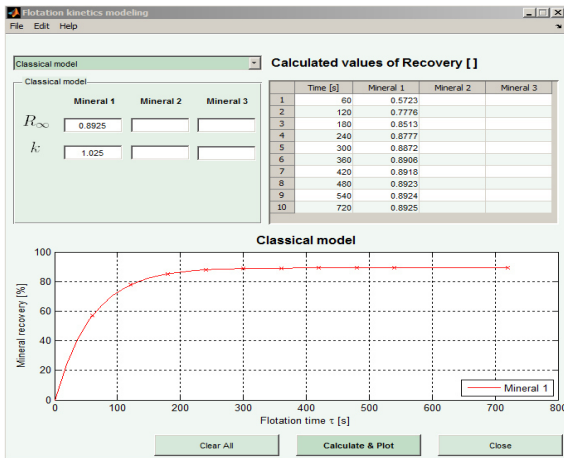 Flotation kinetics modeling
File Edit Help
Classical model
Calculated values of Recovery [ ]
Classical model
Mineral 1 Mineral 2 Mineral 3
R∞ 0.8925
k 1.025
Time [s] Mineral 1 Mineral 2 Mineral 3
1 60 0.5723
2 120 0.7776
3 180 0.8513
4 240 0.8777
5 300 0.8872
6 360 0.8906
7 420 0.8918
8 480 0.8923
9 540 0.8924
10 720 0.8925
Classical model
Mineral recovery [%]
100
80
60
40
20
0
0 100 200 300 400 500 600 700 800
Mineral 1
Flotation time τ [s]
Clear All Calculate & Plot Close